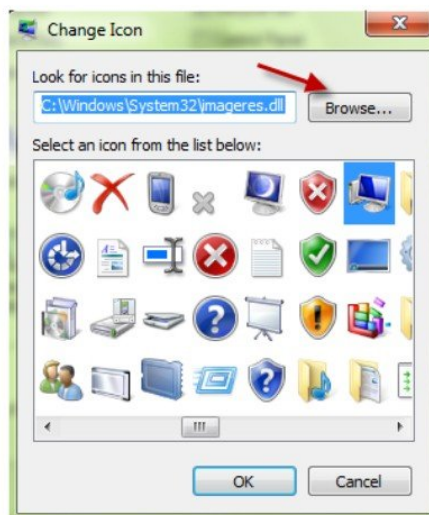 Change Icon
Look for icons in this file:
C:\Windows\System32\imageres.dll
Browse...
Select an icon from the list below:
OK
Cancel